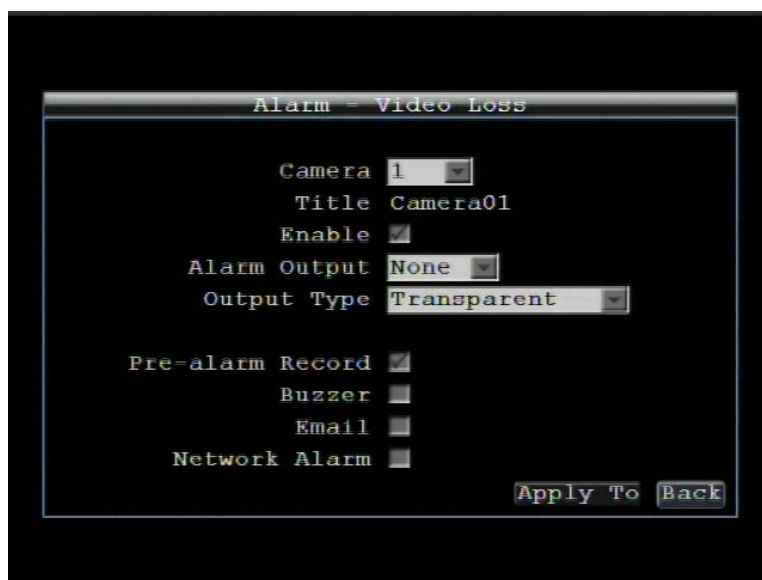 Alarm - Video Loss
Camera 1
Title Camera01
Enable
Alarm Output None
Output Type Transparent
Pre-alarm Record
Buzzer
Email
Network Alarm
Apply To Back